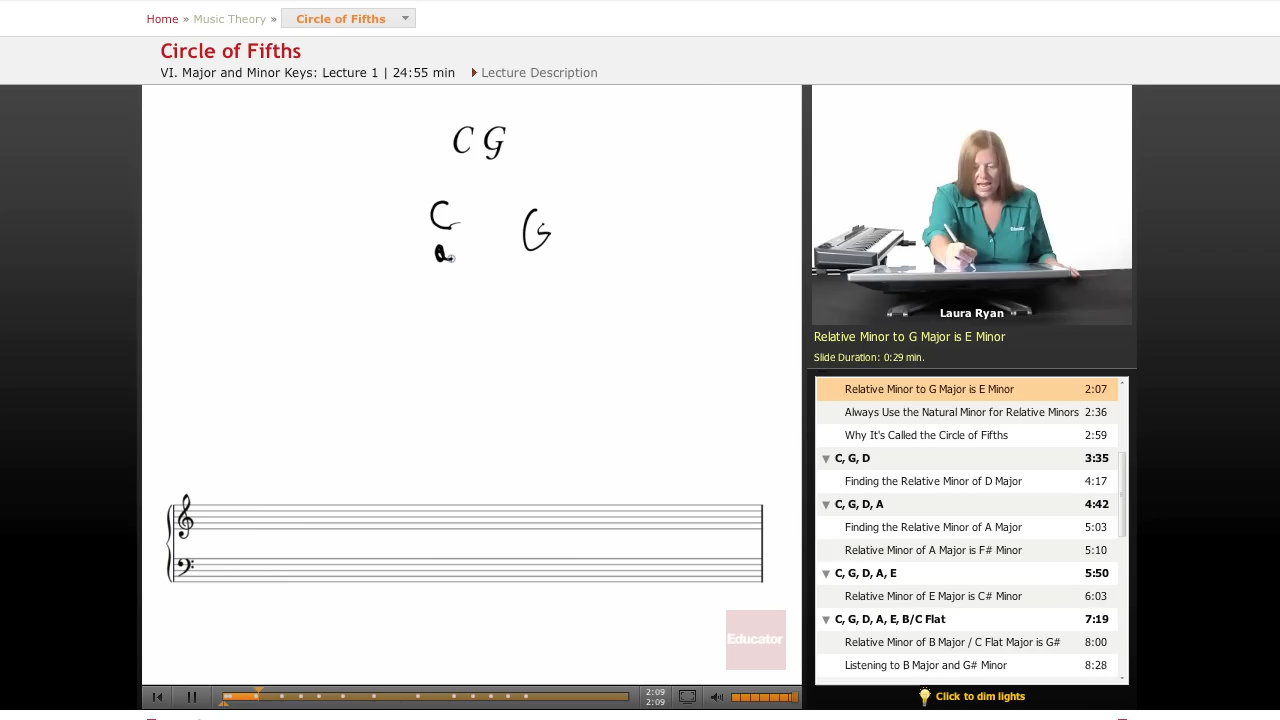 Home » Music Theory » Circle of Fifths
Circle of Fifths
VI. Major and Minor Keys: Lecture 1 | 24:55 min Lecture Description
C G
C G
a
Educator
Laura Ryan
Relative Minor to G Major is E Minor
Slide Duration: 0:29 min.
Relative Minor to G Major is E Minor 2:07
Always Use the Natural Minor for Relative Minors 2:36
Why It's Called the Circle of Fifths 2:59
C, G, D 3:35
Finding the Relative Minor of D Major 4:17
C, G, D, A 4:42
Finding the Relative Minor of A Major 5:03
Relative Minor of A Major is F# Minor 5:10
C, G, D, A, E 5:50
Relative Minor of E Major is C# Minor 6:03
C, G, D, A, E, B/C Flat 7:19
Relative Minor of B Major / C Flat Major is G# 8:00
Listening to B Major and G# Minor 8:28
2:09
2:09
Click to dim lights